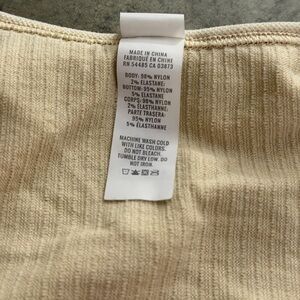 MADE IN CHINA
FABRIQUÉ EN CHINE
RN 54485 CA 03873
BODY: 98% NYLON
2% ELASTANE;
BOTTOM: 95% NYLON
5% ELASTANE
CORPS: 98% NYLON
2% ELASTHANNE;
PARTE TRASERA:
95% NYLON
5% ELASTHANNE
MACHINE WASH COLD
WITH LIKE COLORS.
DO NOT BLEACH.
TUMBLE DRY LOW. DO
NOT IRON.